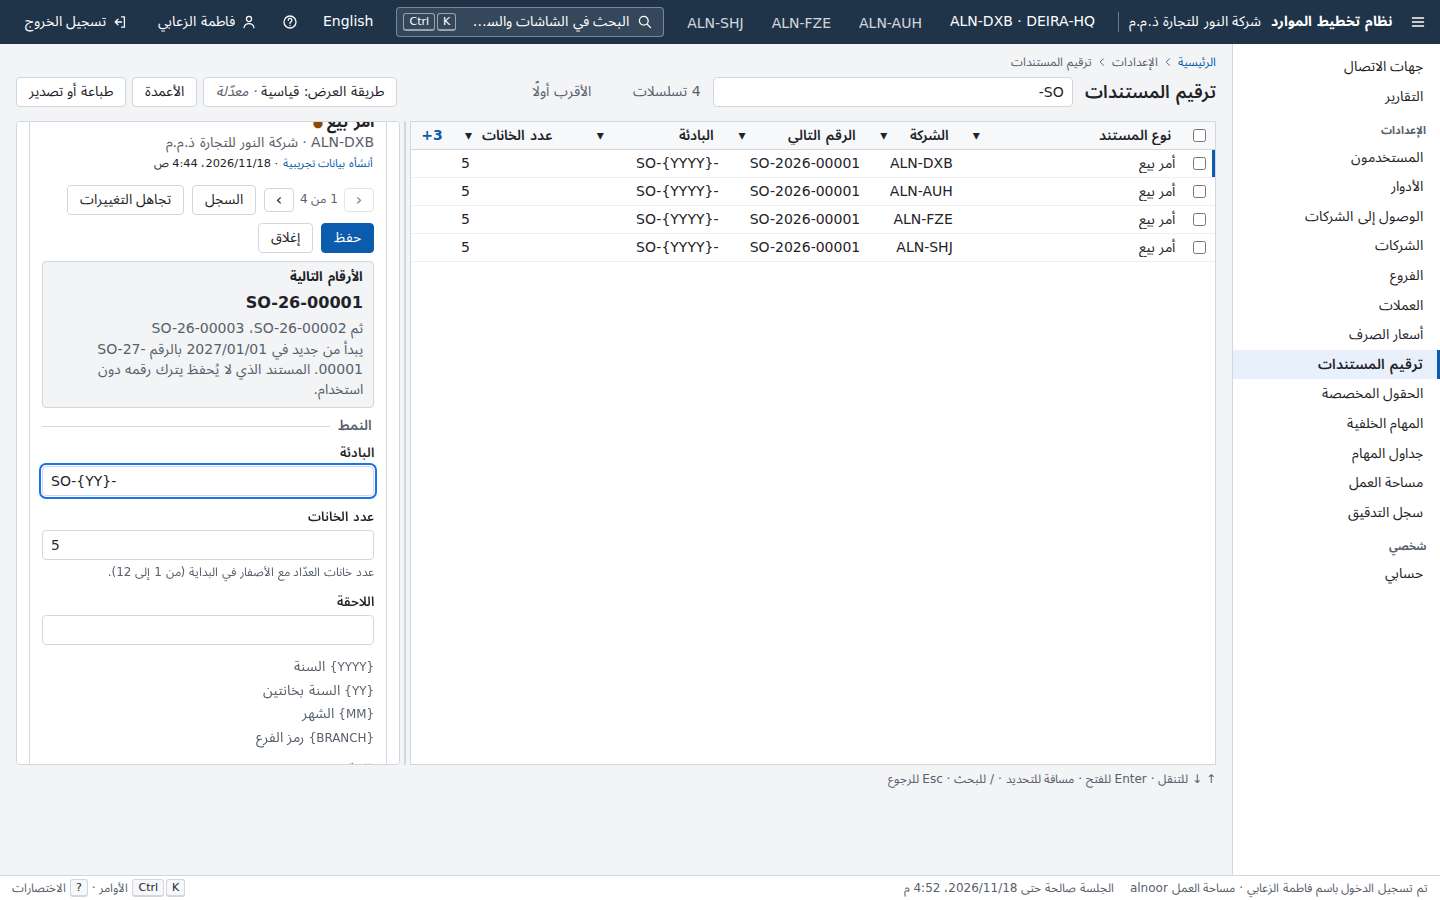 نظام تخطيط الموارد شركة النور للتجارة ذ.م.م ALN-DXB · DEIRA-HQ ALN-AUH ALN-FZE ALN-SHJ البحث في الشاشات والس... Ctrl K English فاطمة الزعابي تسجيل الخروج
جهات الاتصال
التقارير
الإعدادات
المستخدمون
الأدوار
الوصول إلى الشركات
الشركات
الفروع
العملات
أسعار الصرف
ترقيم المستندات
الحقول المخصصة
المهام الخلفية
جداول المهام
مساحة العمل
سجل التدقيق
شخصي
حسابي
الرئيسية › الإعدادات › ترقيم المستندات
ترقيم المستندات SO- 4 تسلسلات الأقرب أولًا طريقة العرض: قياسية · معدّلة الأعمدة طباعة أو تصدير
نوع المستند ▼ الشركة ▼ الرقم التالي ▼ البادئة ▼ عدد الخانات ▼ +3
أمر بيع ALN-DXB SO-2026-00001 SO-{YYYY}- 5
أمر بيع ALN-AUH SO-2026-00001 SO-{YYYY}- 5
أمر بيع ALN-FZE SO-2026-00001 SO-{YYYY}- 5
أمر بيع ALN-SHJ SO-2026-00001 SO-{YYYY}- 5
↑ ↓ للتنقل · Enter للفتح · مسافة للتحديد · / للبحث · Esc للرجوع
أمر بيع
ALN-DXB · شركة النور للتجارة ذ.م.م
أنشأه بيانات تجريبية · 2026/11/18، 4:44 ص
1 من 4 السجل تجاهل التغييرات
حفظ إغلاق
الأرقام التالية
SO-26-00001
ثم SO-26-00002، SO-26-00003
يبدأ من جديد في 2027/01/01 بالرقم SO-27-
00001. المستند الذي لا يُحفظ يترك رقمه دون
استخدام.
النمط
البادئة
SO-{YY}-
عدد الخانات
5
عدد خانات العدّاد مع الأصفار في البداية (من 1 إلى 12).
اللاحقة
{YYYY} السنة
{YY} السنة بخانتين
{MM} الشهر
{BRANCH} رمز الفرع
تم تسجيل الدخول باسم فاطمة الزعابي · مساحة العمل alnoor الجلسة صالحة حتى 2026/11/18، 4:52 م Ctrl K الأوامر · ? الاختصارات